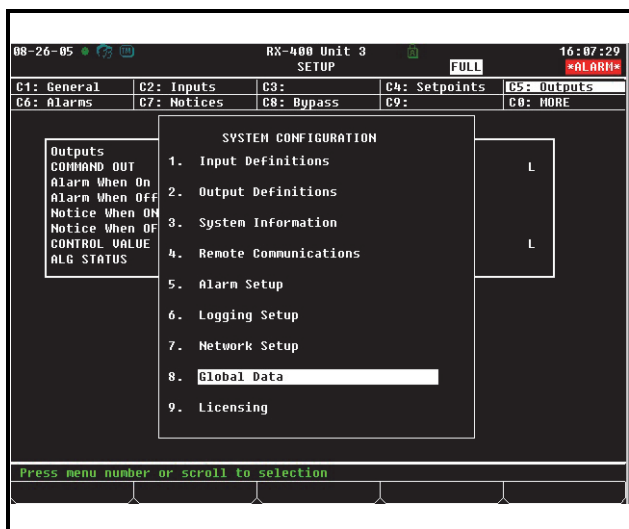 08-26-05 RX-400 Unit 3 16:07:29
SETUP FULL *ALARM*
C1: General C2: Inputs C3: C4: Setpoints C5: Outputs
C6: Alarms C7: Notices C8: Bypass C9: C0: MORE
SYSTEM CONFIGURATION
Outputs
COMMAND OUT L
Alarm When On
Alarm When Off
Notice When ON
Notice When OF
CONTROL VALUE L
ALG STATUS
1. Input Definitions
2. Output Definitions
3. System Information
4. Remote Communications
5. Alarm Setup
6. Logging Setup
7. Network Setup
8. Global Data
9. Licensing
Press menu number or scroll to selection